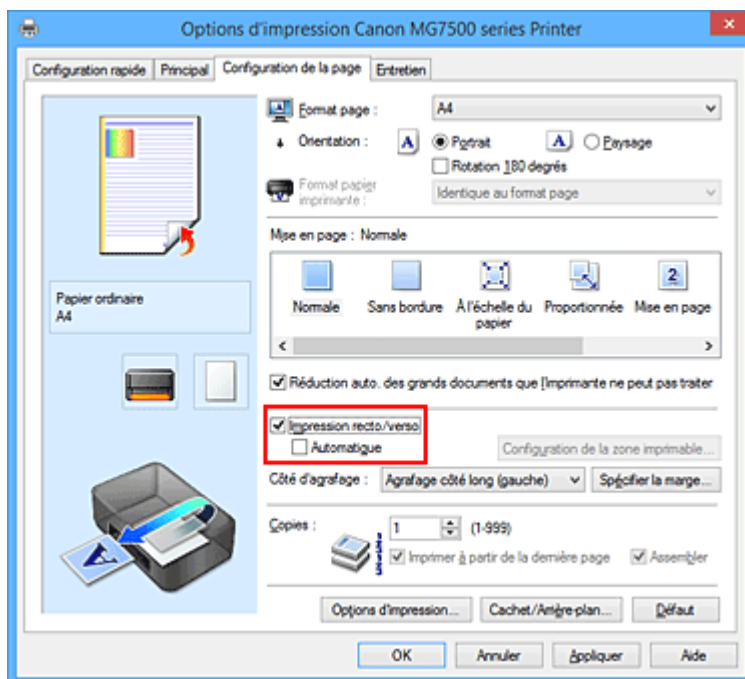 Options d'impression Canon MG7500 series Printer
Configuration rapide Principal Configuration de la page Entretien
Format page : A4
Orientation : A Portrait A Paysage
Rotation 180 degrés
Format papier imprimante : Identique au format page
Mise en page : Normale
Normale Sans bordure À l'échelle du papier Proportionnée Mise en page
2
Papier ordinaire
A4
Réduction auto. des grands documents que l'imprimante ne peut pas traiter
Impression recto/verso
Automatique Configuration de la zone imprimable...
Côté d'agrafage : Agrafage côté long (gauche) Spécifier la marge...
Copies : 1 (1-999)
Imprimer à partir de la dernière page Assembler
Options d'impression... Cachet/Arrière-plan... Défaut
OK Annuler Appliquer Aide